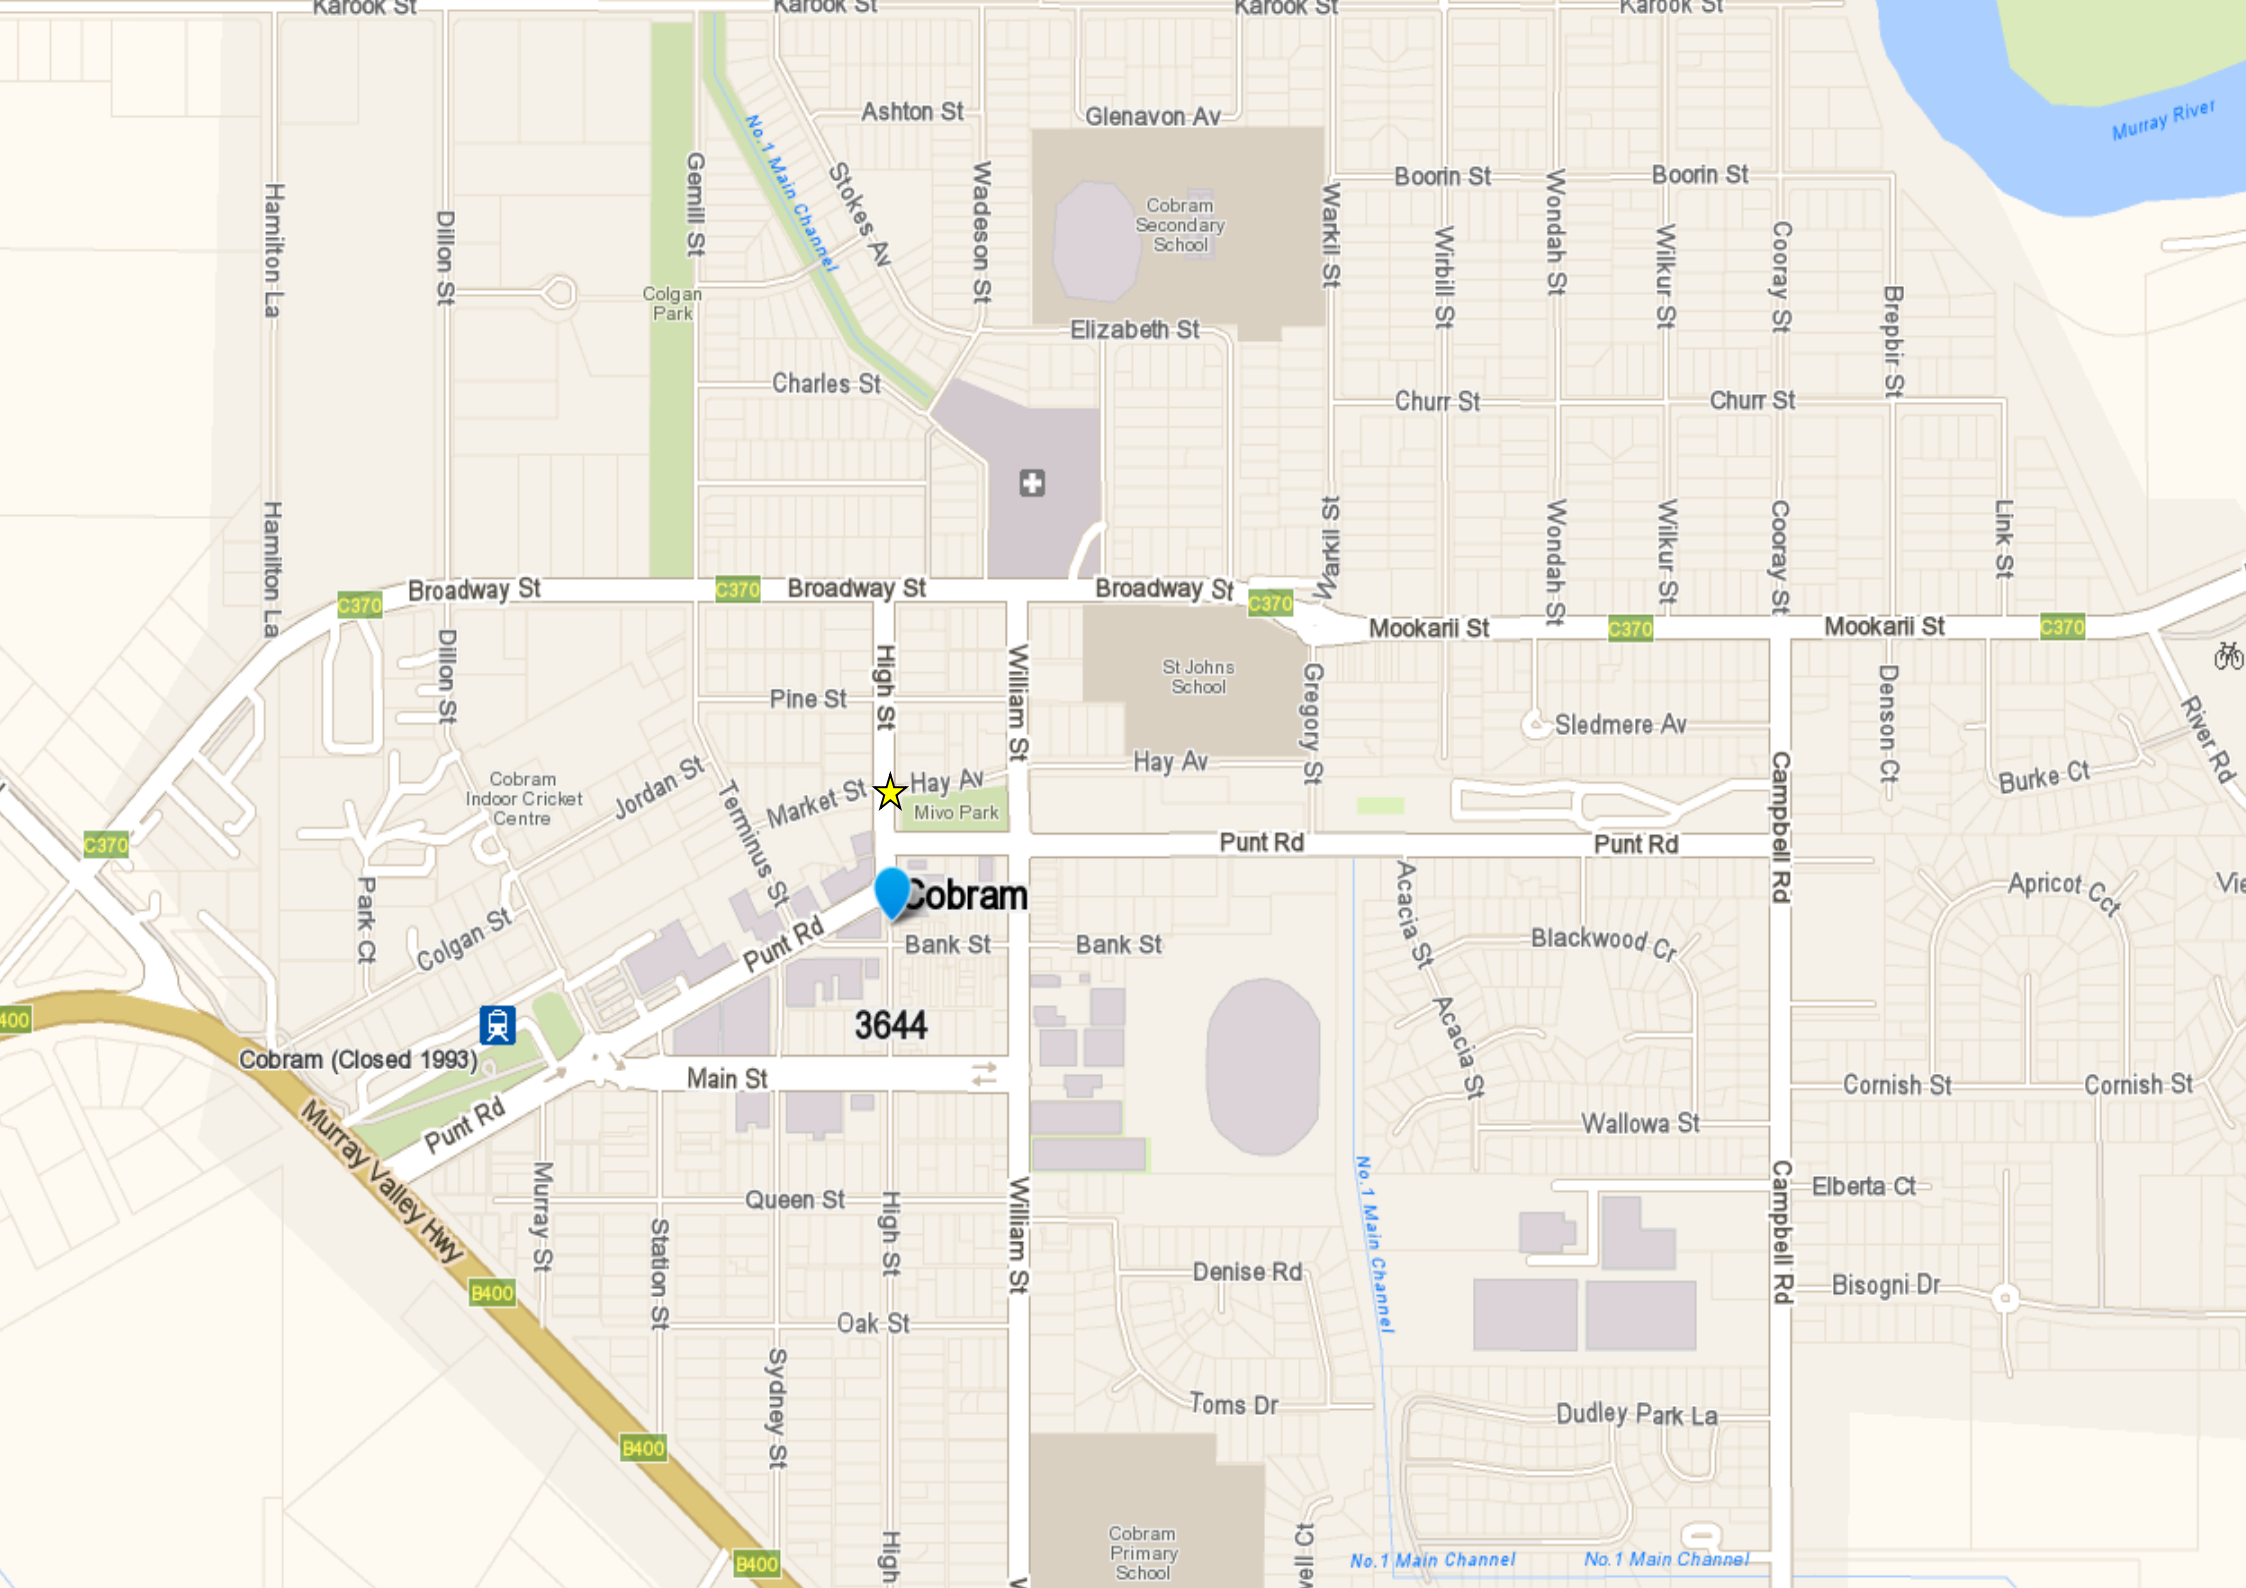 Karook St
Karook St
Karook St
Karook St
Ashton St
Glenavon Av
Murray River
No.1 Main Channel
Gemill St
Stokes Av
Wadeson St
Boorin St
Boorin St
Hamilton La
Dillon St
Cobram
Secondary
School
Warkil St
Wirbill St
Wondah St
Wilkur St
Cooray St
Brepbir St
Colgan
Park
Elizabeth St
Charles St
Churr St
Churr St
Hamilton La
Warkil St
Wondah St
Wilkur St
Cooray St
Link St
Broadway St
C370
Broadway St
Broadway St
C370
C370
Mookarii St
C370
Mookarii St
C370
Dillon St
High St
William St
St Johns
School
Gregory St
Denson Ct
River Rd
Pine St
Sledmere Av
Hay Av
Campbell Rd
Burke Ct
Cobram
Indoor Cricket
Centre
Jordan St
Terminus St
Market St
Hay Av
Mivo Park
C370
Punt Rd
Punt Rd
Park Ct
Cobram
Acacia St
Apricot Cct
Vie
Colgan St
Punt Rd
Bank St
Bank St
Blackwood Cr
400
3644
Acacia St
Cobram (Closed 1993)
Main St
Cornish St
Cornish St
Punt Rd
Murray Valley Hwy
Wallowa St
Murray St
Queen St
High St
William St
No.1 Main Channel
Campbell Rd
Elberta Ct
Station St
Denise Rd
Bisogni Dr
B400
Oak St
Sydney St
Toms Dr
Dudley Park La
B400
High
Cobram
Primary
School
well Ct
No.1 Main Channel
No.1 Main Channel
B400